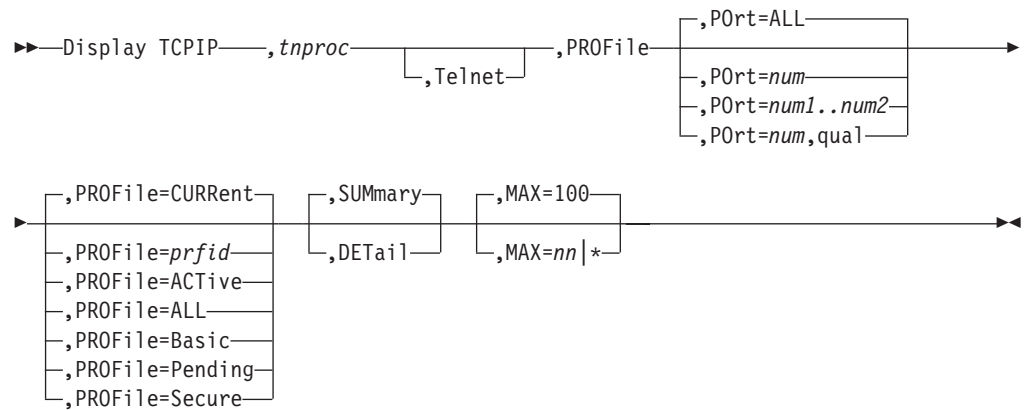 Display TCPIP ,tnproc ,Telnet ,PROFile ,POrt=ALL
,POrt=num
,POrt=num1..num2
,POrt=num,qual
,PROFile=CURRent ,SUMmary ,MAX=100
,PROFile=prfid ,DETail ,MAX=nn|*
,PROFile=ACTive
,PROFile=ALL
,PROFile=Basic
,PROFile=Pending
,PROFile=Secure